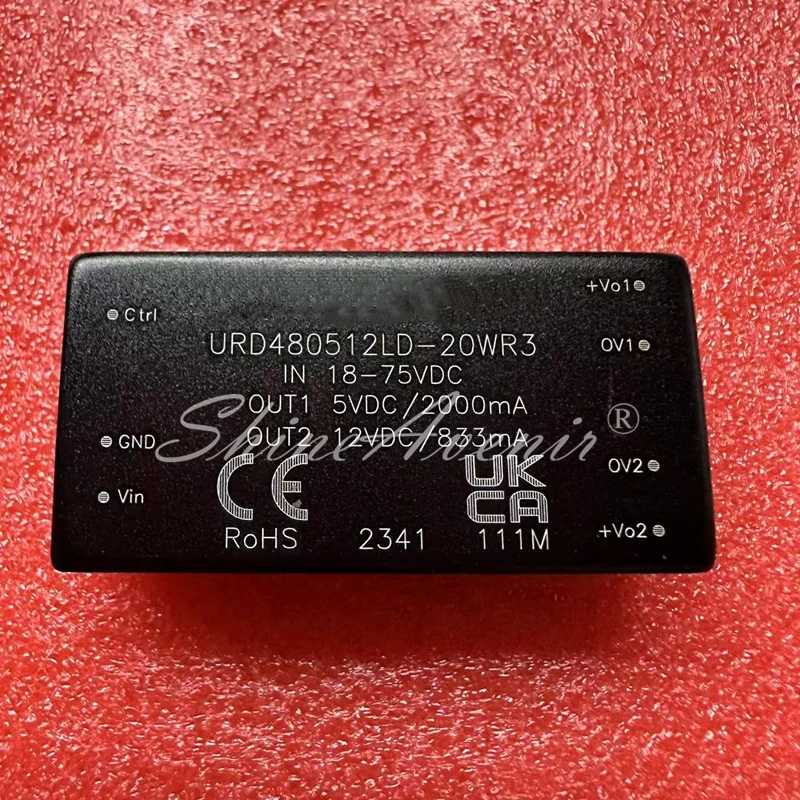 +Vo1
Ctrl
URD480512LD-20WR3
0V1
IN 18-75VDC
OUT1 5VDC/2000mA
OUT2 12VDC/833mA
ShineAvenir®
GND
0V2
Vin
CE
UK
CA
+Vo2
RoHS 2341 111M